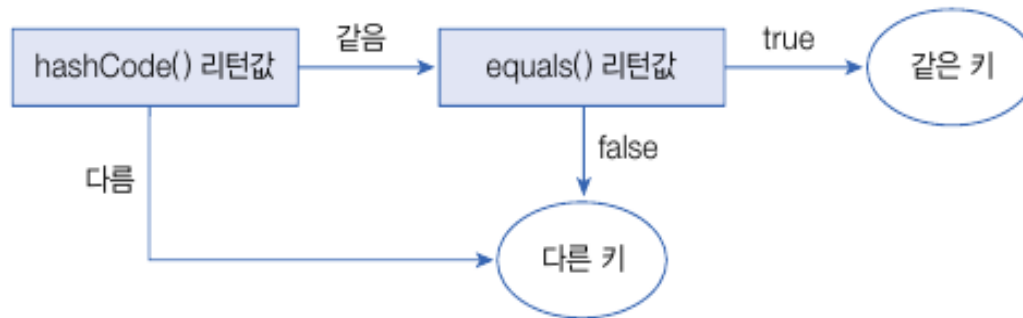 hashCode() 리턴값
같음
equals() 리턴값
true
같은 키
다름
false
다른 키